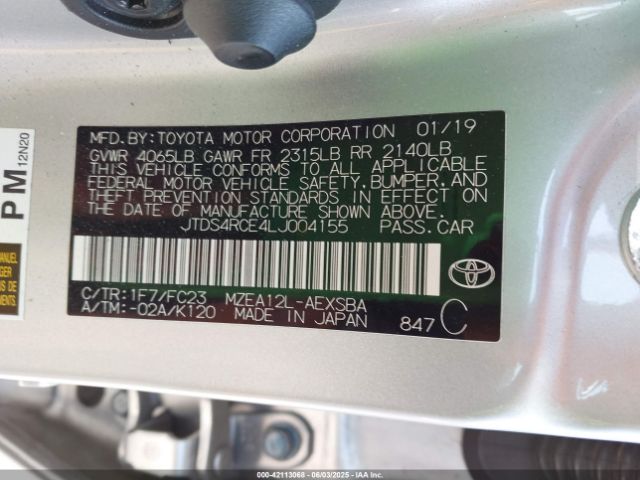 MFD.BY:TOYOTA MOTOR CORPORATION 01/19
GVWR 4065LB GAWR FR 2315LB RR 2140LB
THIS VEHICLE CONFORMS TO ALL APPLICABLE
FEDERAL MOTOR VEHICLE SAFETY, BUMPER, AND
THEFT PREVENTION STANDARDS IN EFFECT ON
THE DATE OF MANUFACTURE SHOWN ABOVE.
JTDS4RCE4LJ004155 PASS.CAR
C/TR:1F7/FC23 MZEA12L-AEXSBA
A/TM:-02A/K120 MADE IN JAPAN 847 C
PM 12N20
MANUEL
000-42113068 - 06/03/2025 - IAA Inc.